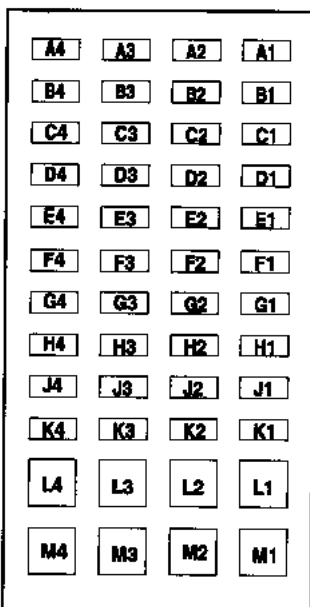 A4 A3 A2 A1
B4 B3 B2 B1
C4 C3 C2 C1
D4 D3 D2 D1
E4 E3 E2 E1
F4 F3 F2 F1
G4 G3 G2 G1
H4 H3 H2 H1
J4 J3 J2 J1
K4 K3 K2 K1
L4 L3 L2 L1
M4 M3 M2 M1